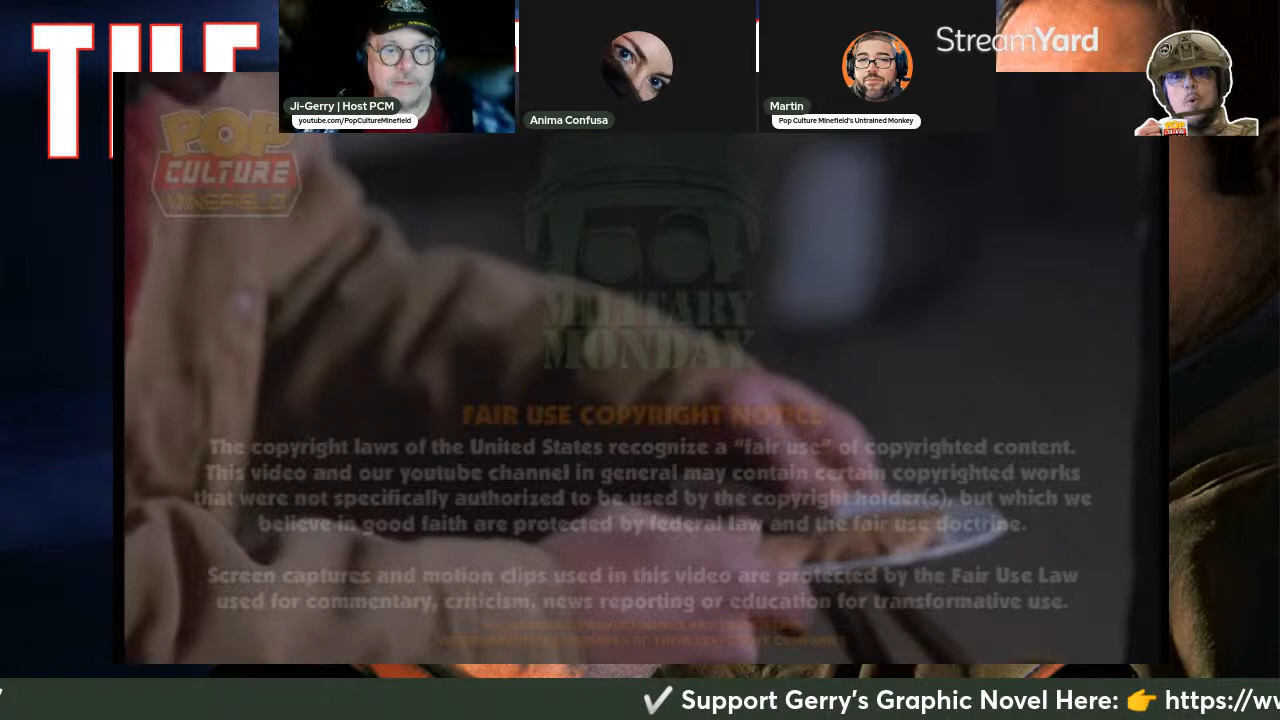 StreamYard
Ji-Gerry | Host PCM
youtube.com/PopCultureMinefield
Anima Confusa
Martin
Pop Culture Minefield's Untrained Monkey
POP
CULTURE
MINEFIELD
MILITARY
MONDAY
FAIR USE COPYRIGHT NOTICE
The copyright laws of the United States recognize a “fair use” of copyrighted content.
This video and our youtube channel in general may contain certain copyrighted works
that were not specifically authorized to be used by the copyright holder(s), but which we
believe in good faith are protected by federal law and the fair use doctrine.
Screen captures and motion clips used in this video are protected by the Fair Use Law
used for commentary, criticism, news reporting or education for transformative use.
✔ Support Gerry's Graphic Novel Here: 👉 https://w